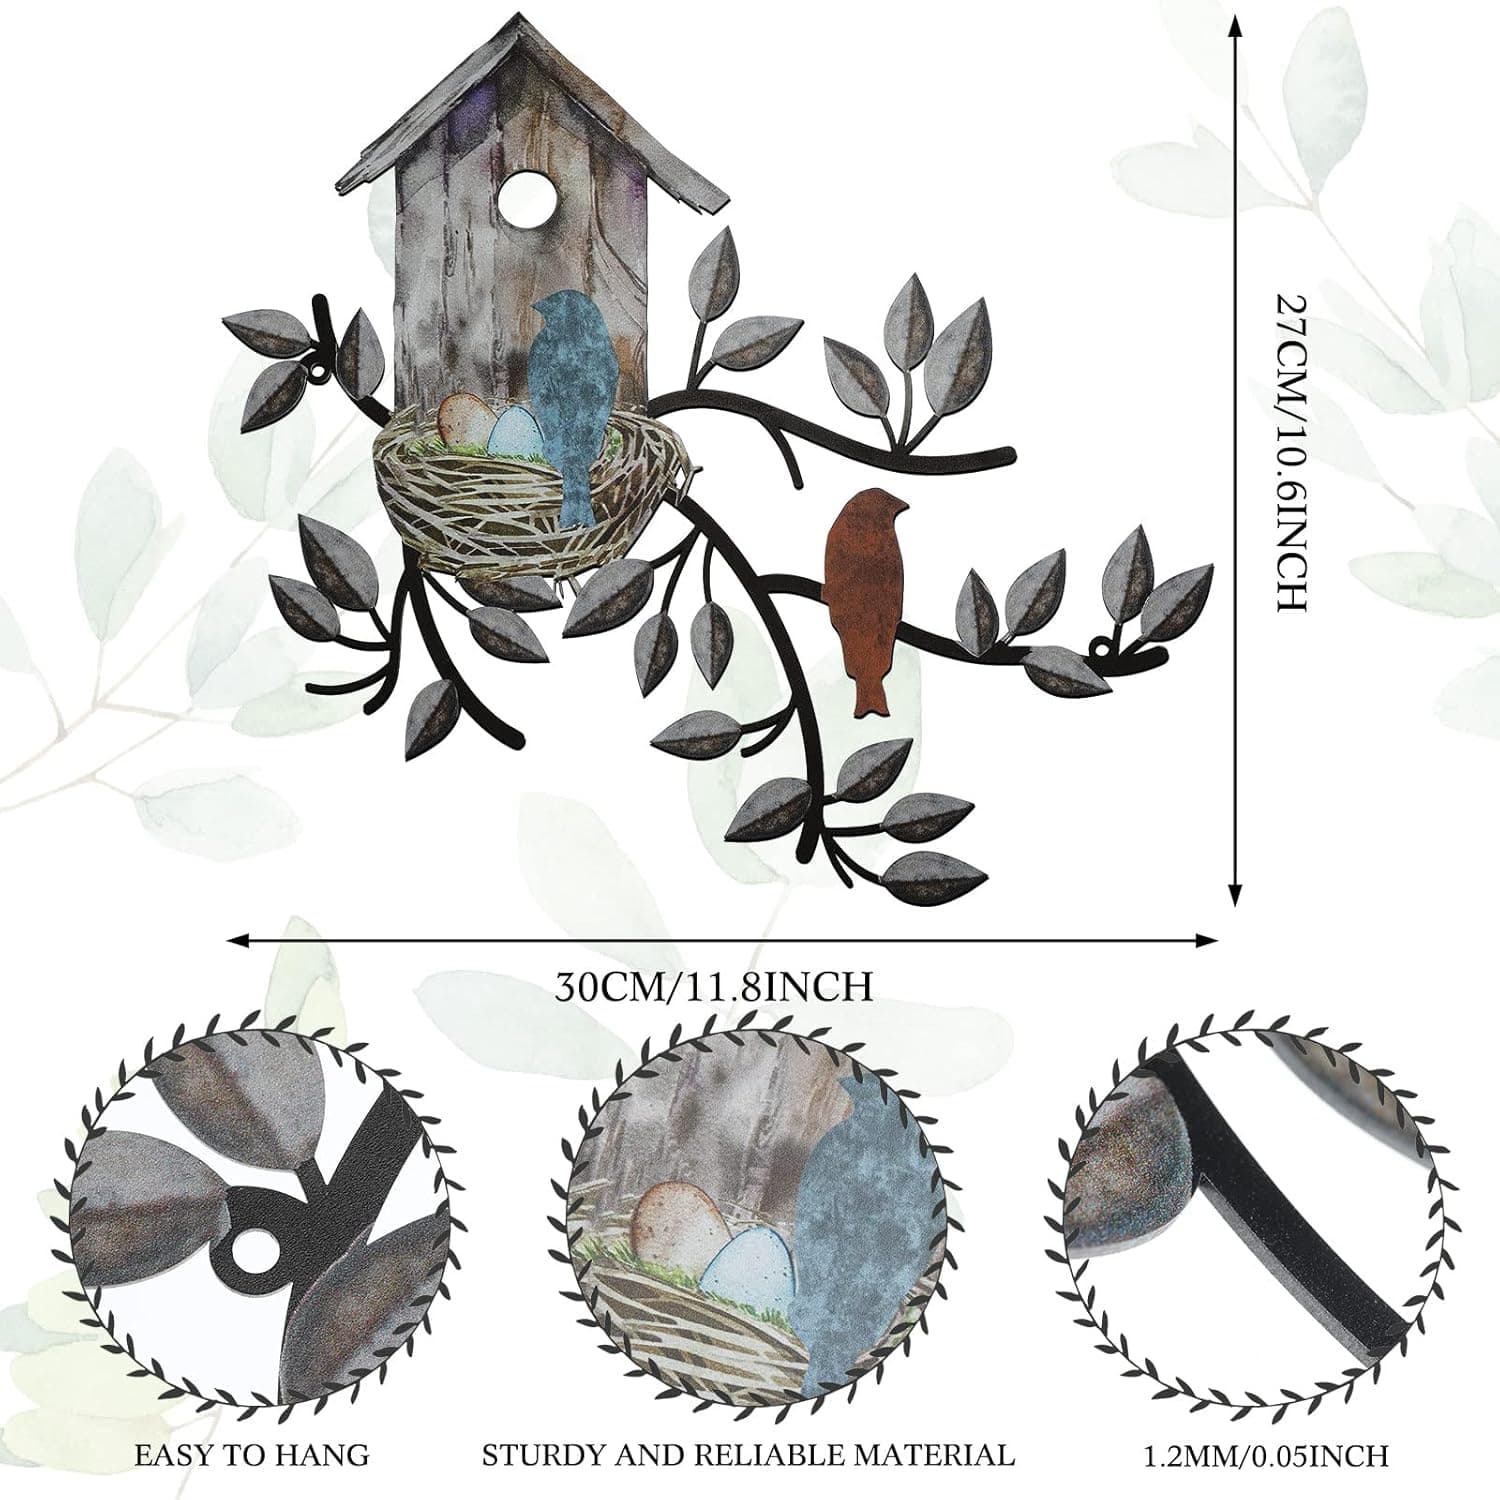 27CM/10.6INCH
30CM/11.8INCH
EASY TO HANG
STURDY AND RELIABLE MATERIAL
1.2MM/0.05INCH